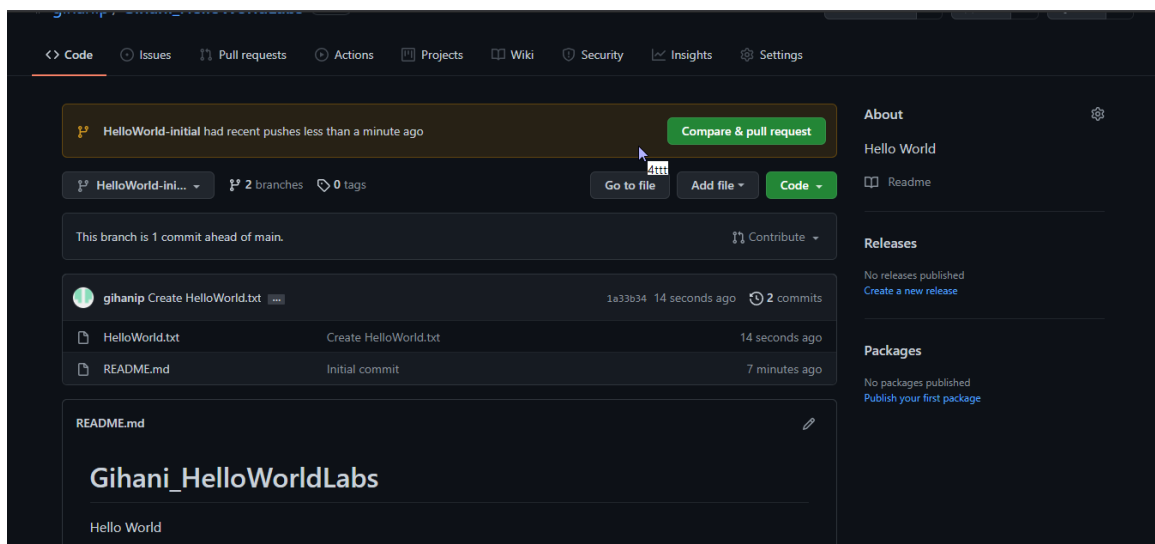 gihanip / Gihani_HelloWorldLabs
<> Code Issues Pull requests Actions Projects Wiki Security Insights Settings
HelloWorld-initial had recent pushes less than a minute ago Compare & pull request
4ttt
HelloWorld-ini... 2 branches 0 tags Go to file Add file Code
This branch is 1 commit ahead of main. Contribute
gihanip Create HelloWorld.txt ... 1a33b34 14 seconds ago 2 commits
HelloWorld.txt Create HelloWorld.txt 14 seconds ago
README.md Initial commit 7 minutes ago
README.md
Gihani_HelloWorldLabs
Hello World
About
Hello World
Readme
Releases
No releases published
Create a new release
Packages
No packages published
Publish your first package